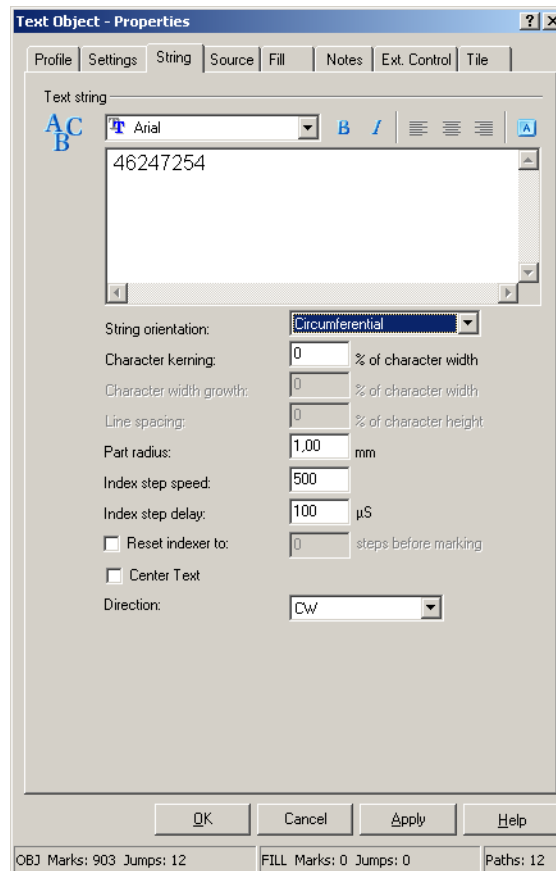 Text Object - Properties
Profile Settings String Source Fill Notes Ext. Control Tile
Text string
ABC
Arial B I A
46247254
String orientation: Circumferential
Character kerning: 0 % of character width
Character width growth: 0 % of character width
Line spacing: 0 % of character height
Part radius: 1,00 mm
Index step speed: 500
Index step delay: 100 µS
Reset indexer to: 0 steps before marking
Center Text
Direction: CW
OK Cancel Apply Help
OBJ Marks: 903 Jumps: 12 FILL Marks: 0 Jumps: 0 Paths: 12